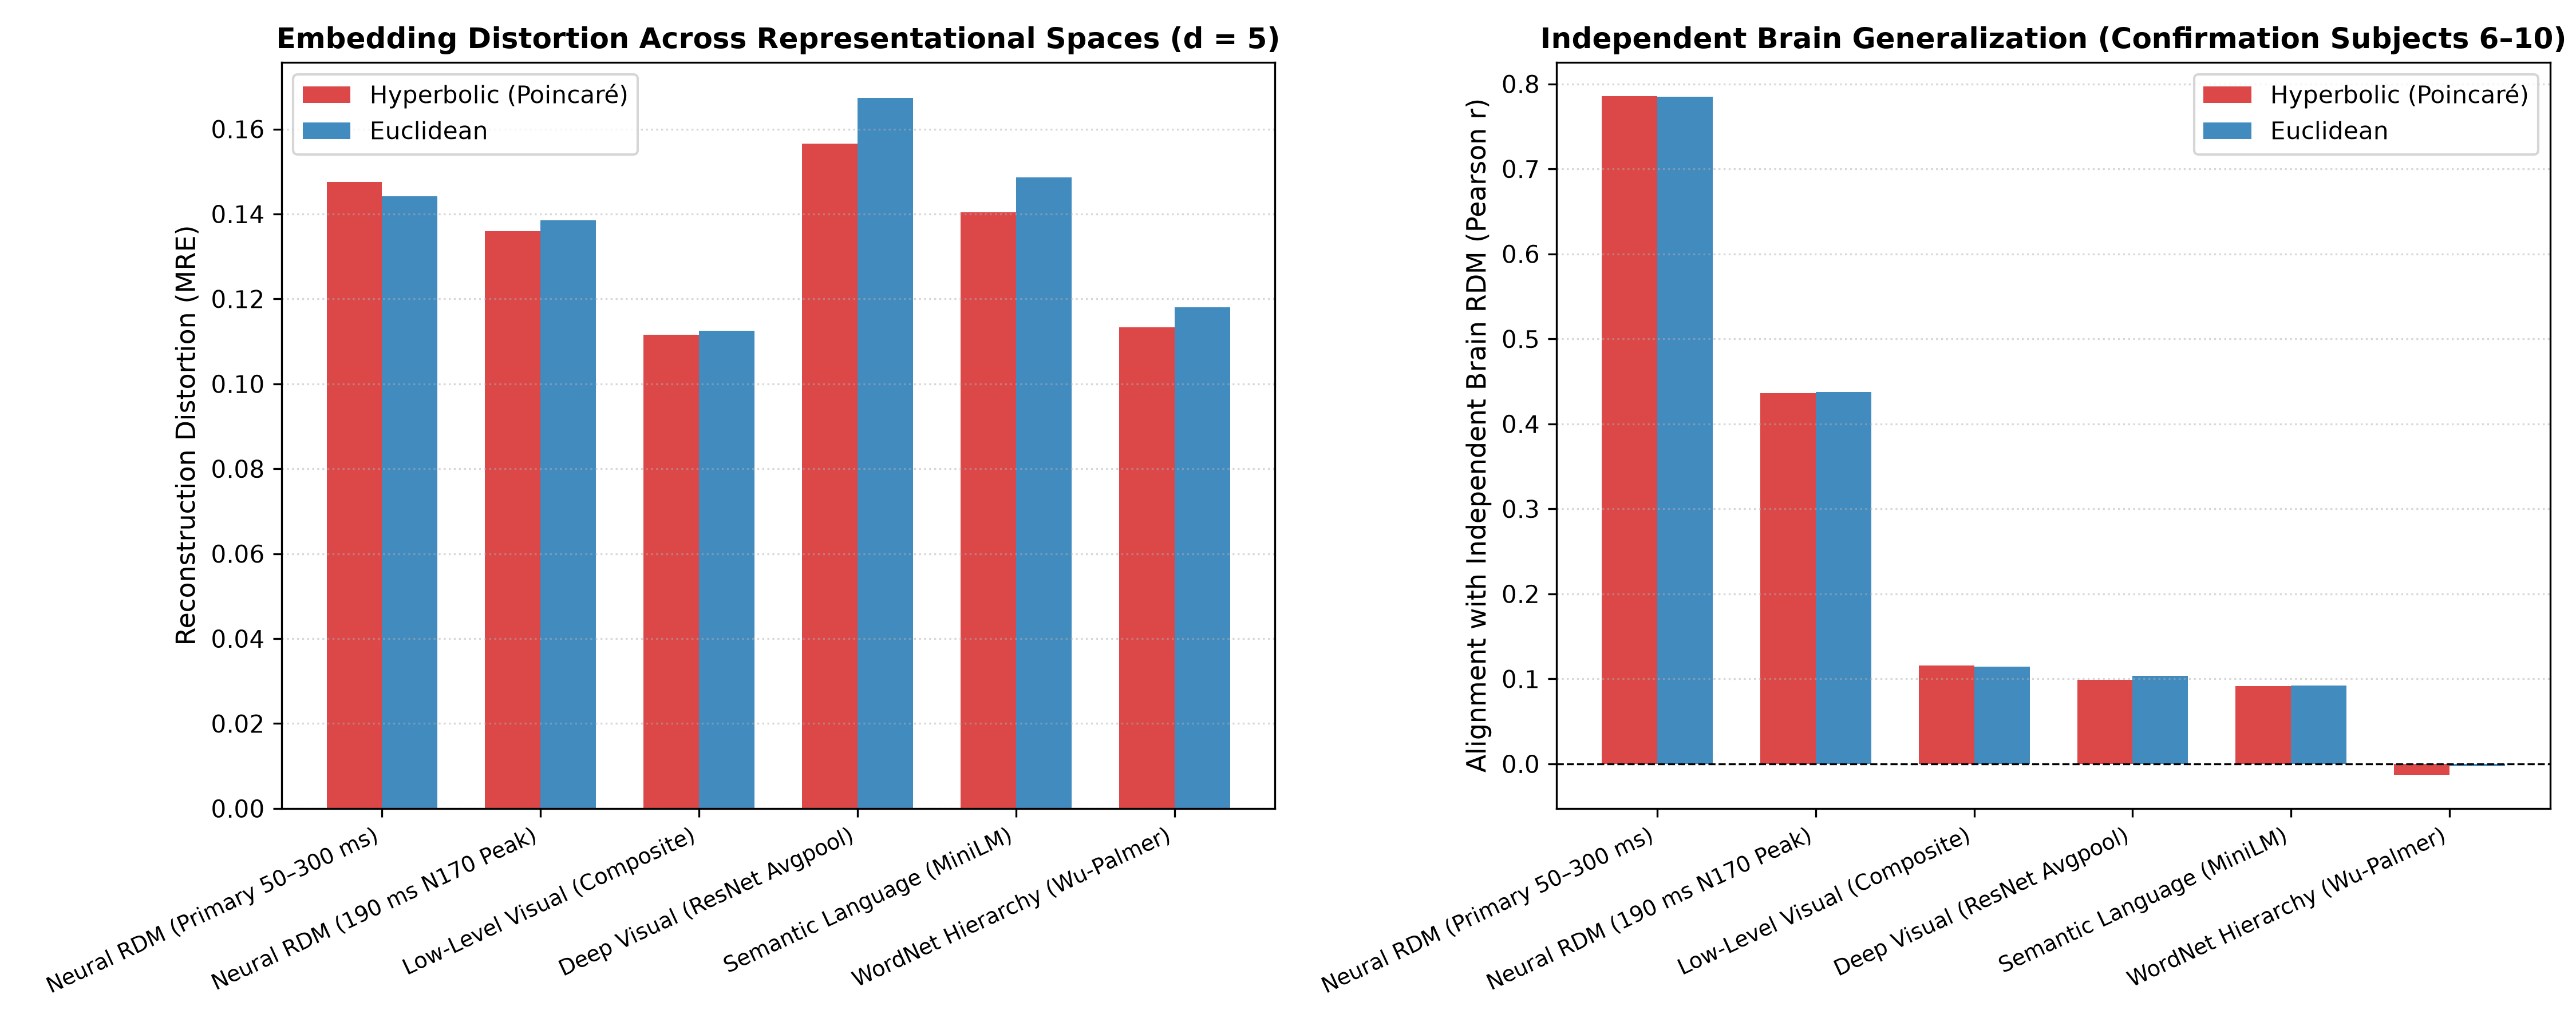 Embedding Distortion Across Representational Spaces (d = 5)
Hyperbolic (Poincaré)
Euclidean
Reconstruction Distortion (MRE)
0.16
0.14
0.12
0.10
0.08
0.06
0.04
0.02
0.00
Neural RDM (Primary 50–300 ms)
Neural RDM (190 ms N170 Peak)
Low-Level Visual (Composite)
Deep Visual (ResNet Avgpool)
Semantic Language (MiniLM)
WordNet Hierarchy (Wu-Palmer)
Independent Brain Generalization (Confirmation Subjects 6–10)
Hyperbolic (Poincaré)
Euclidean
Alignment with Independent Brain RDM (Pearson r)
0.8
0.7
0.6
0.5
0.4
0.3
0.2
0.1
0.0
Neural RDM (Primary 50–300 ms)
Neural RDM (190 ms N170 Peak)
Low-Level Visual (Composite)
Deep Visual (ResNet Avgpool)
Semantic Language (MiniLM)
WordNet Hierarchy (Wu-Palmer)